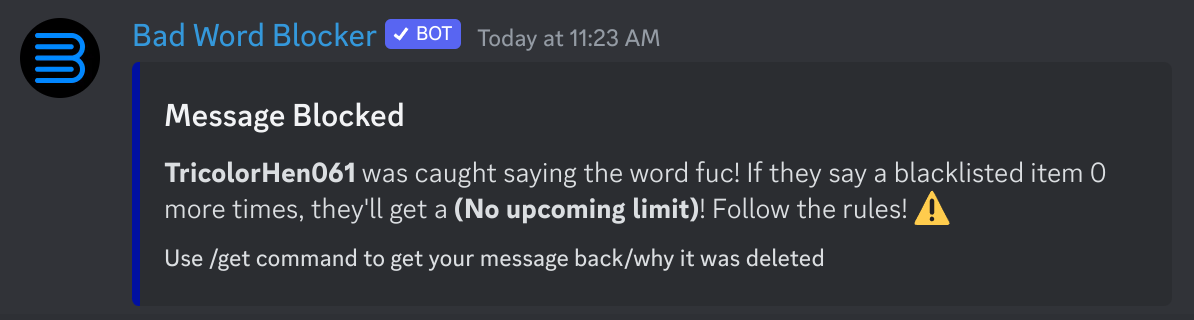 Bad Word Blocker ✓ BOT Today at 11:23 AM
Message Blocked
TricolorHen061 was caught saying the word fuc! If they say a blacklisted item 0
more times, they'll get a (No upcoming limit)! Follow the rules! ⚠️
Use /get command to get your message back/why it was deleted